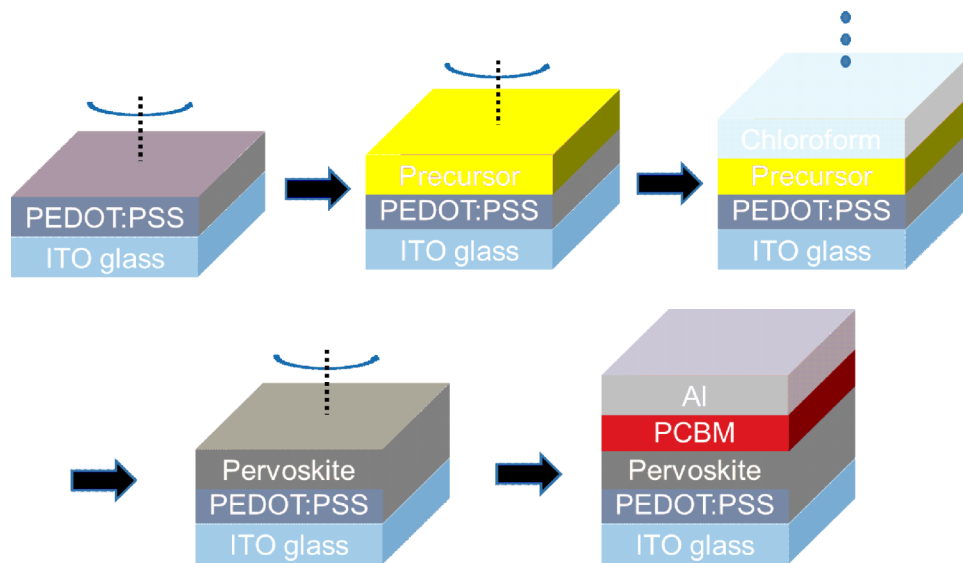 PEDOT:PSS
ITO glass
Precursor
PEDOT:PSS
ITO glass
Chloroform
Precursor
PEDOT:PSS
ITO glass
Pervoskite
PEDOT:PSS
ITO glass
Al
PCBM
Pervoskite
PEDOT:PSS
ITO glass